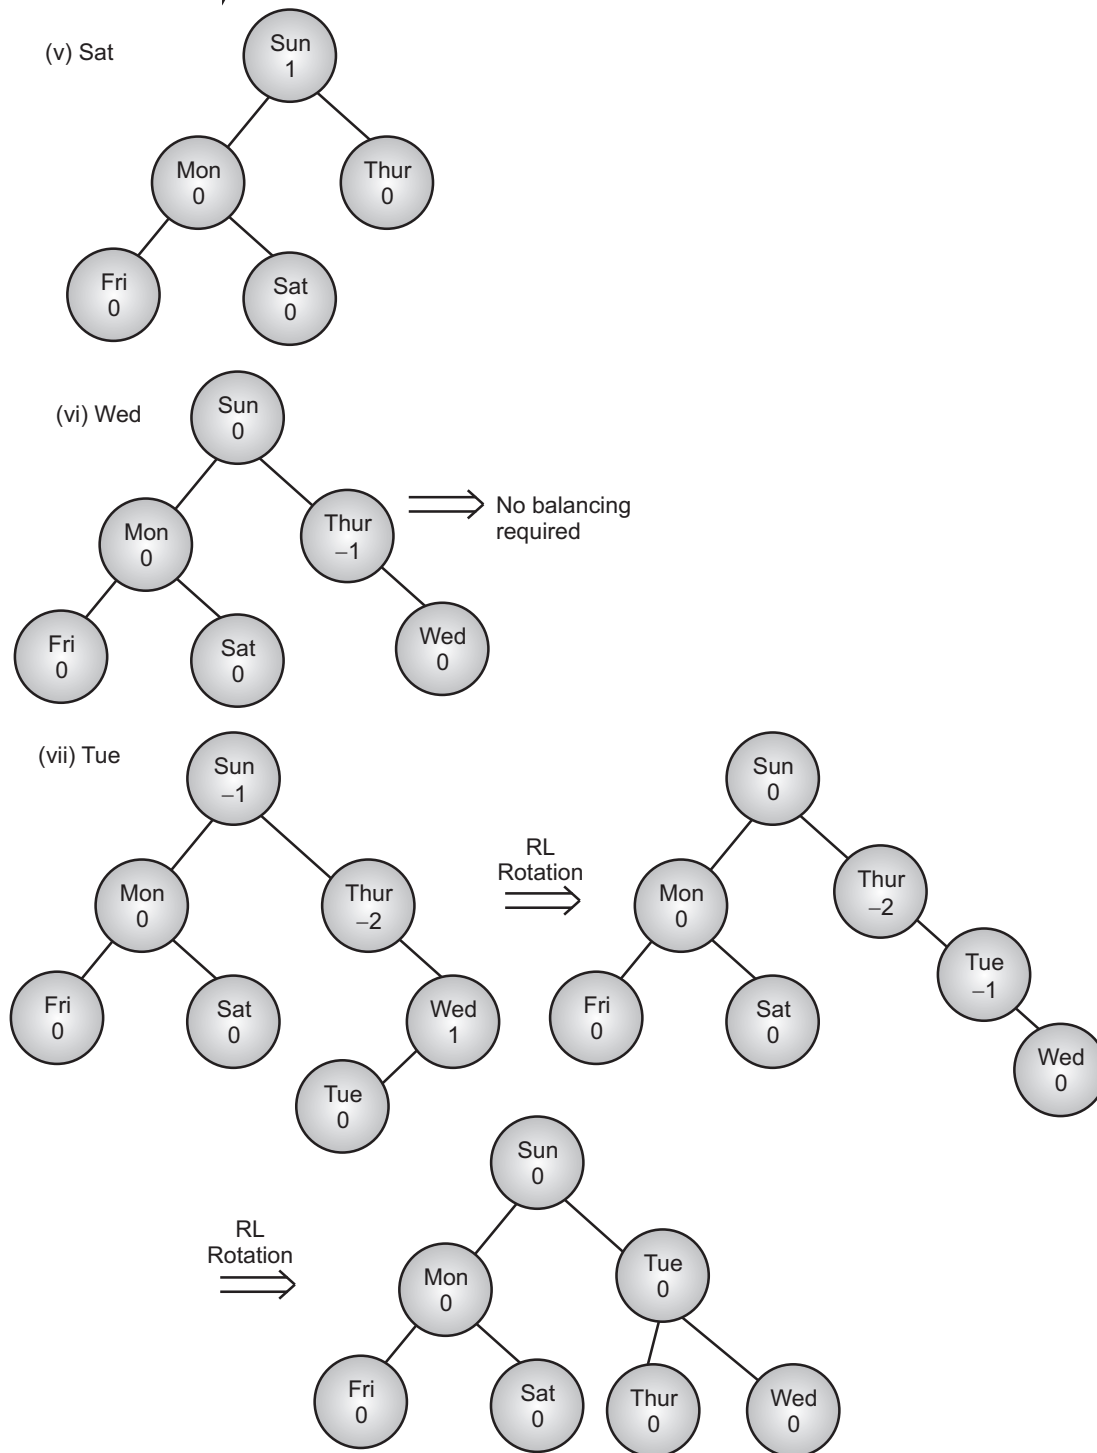 (v) Sat
Sun
1
Mon
0
Thur
0
Fri
0
Sat
0
(vi) Wed
Sun
0
Mon
0
Thur
–1
No balancing
required
Fri
0
Sat
0
Wed
0
(vii) Tue
Sun
–1
Mon
0
Thur
–2
Fri
0
Sat
0
Wed
1
Tue
0
RL
Rotation
Sun
0
Mon
0
Thur
–2
Tue
–1
Fri
0
Sat
0
Wed
0
RL
Rotation
Sun
0
Mon
0
Tue
0
Fri
0
Sat
0
Thur
0
Wed
0